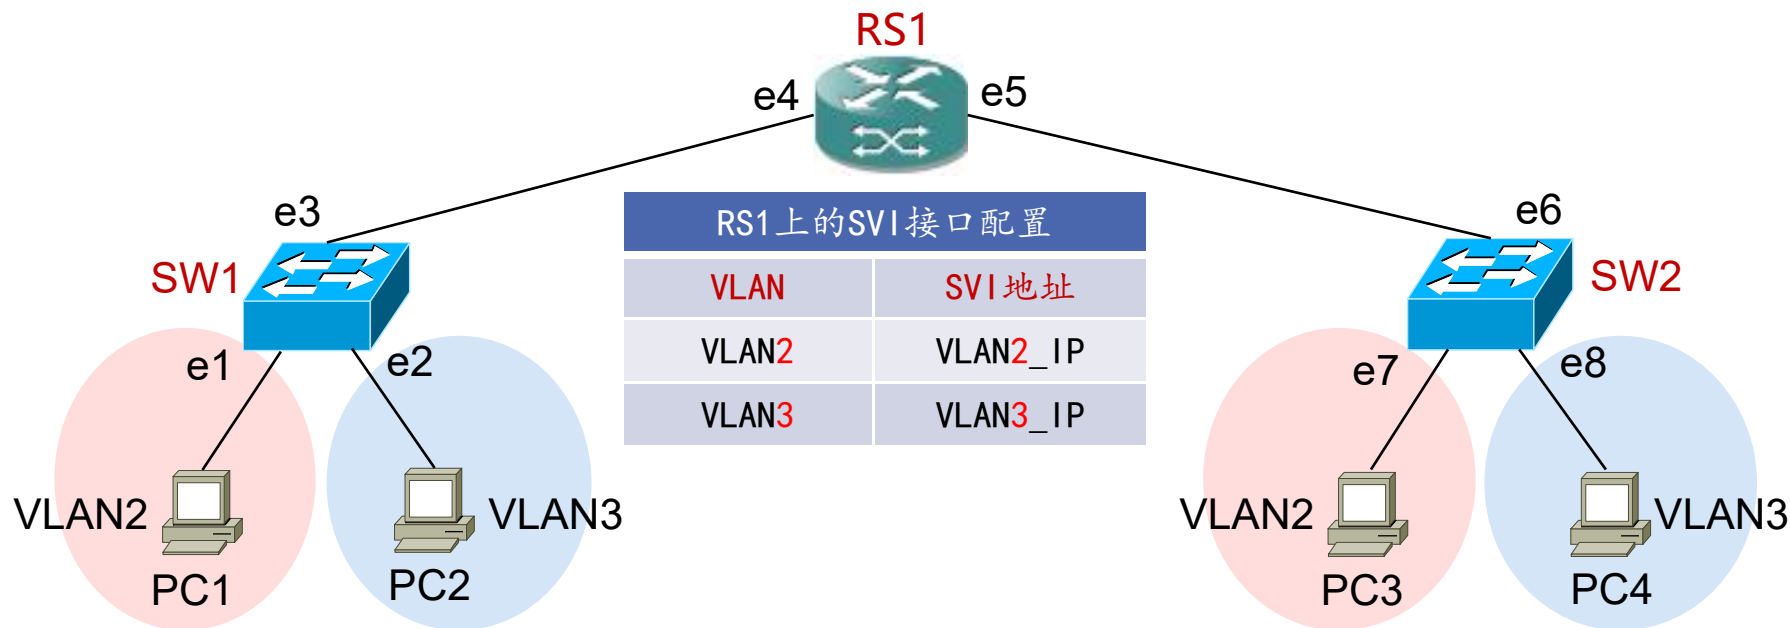 RS1
e4
e5
e3
e6
SW1
SW2
RS1上的SVI接口配置
VLAN SVI地址
VLAN2 VLAN2_IP
VLAN3 VLAN3_IP
e1
e2
e7
e8
VLAN2
VLAN3
VLAN2
VLAN3
PC1
PC2
PC3
PC4